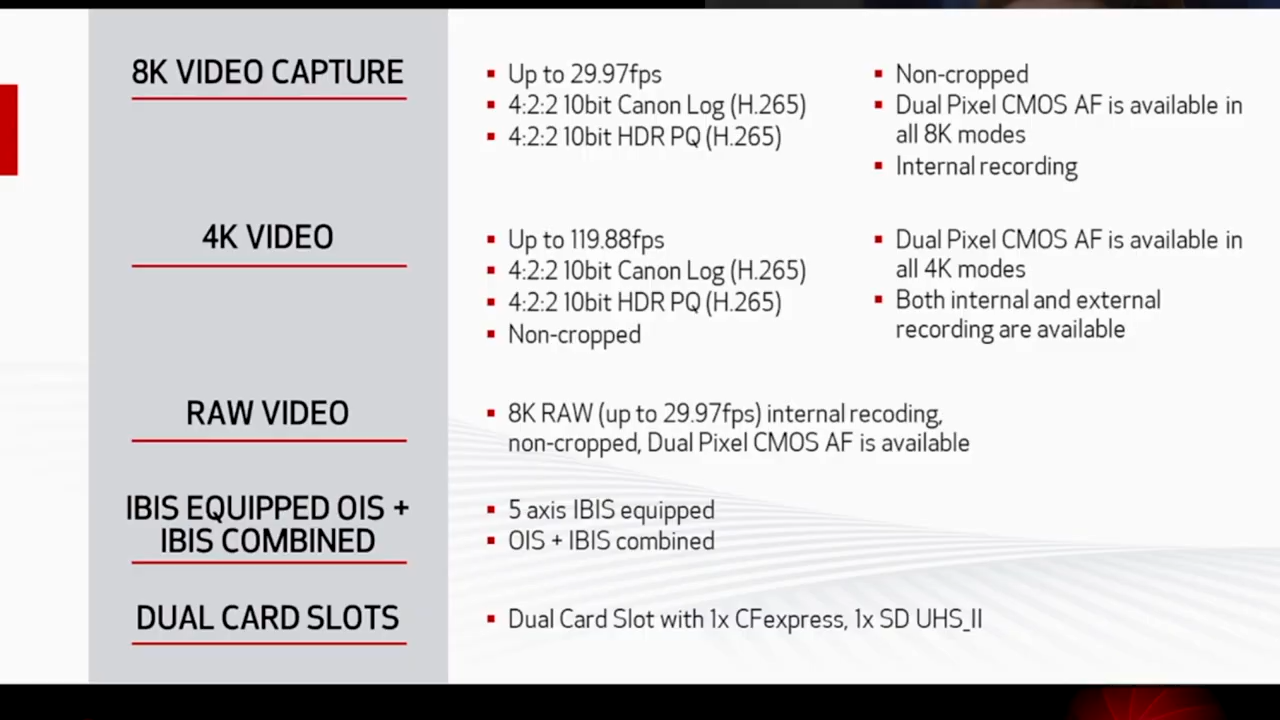 8K VIDEO CAPTURE
Up to 29.97fps
4:2:2 10bit Canon Log (H.265)
4:2:2 10bit HDR PQ (H.265)
Non-cropped
Dual Pixel CMOS AF is available in
all 8K modes
Internal recording
4K VIDEO
Up to 119.88fps
4:2:2 10bit Canon Log (H.265)
4:2:2 10bit HDR PQ (H.265)
Non-cropped
Dual Pixel CMOS AF is available in
all 4K modes
Both internal and external
recording are available
RAW VIDEO
8K RAW (up to 29.97fps) internal recoding,
non-cropped, Dual Pixel CMOS AF is available
IBIS EQUIPPED OIS +
IBIS COMBINED
5 axis IBIS equipped
OIS + IBIS combined
DUAL CARD SLOTS
Dual Card Slot with 1x CFexpress, 1x SD UHS_II